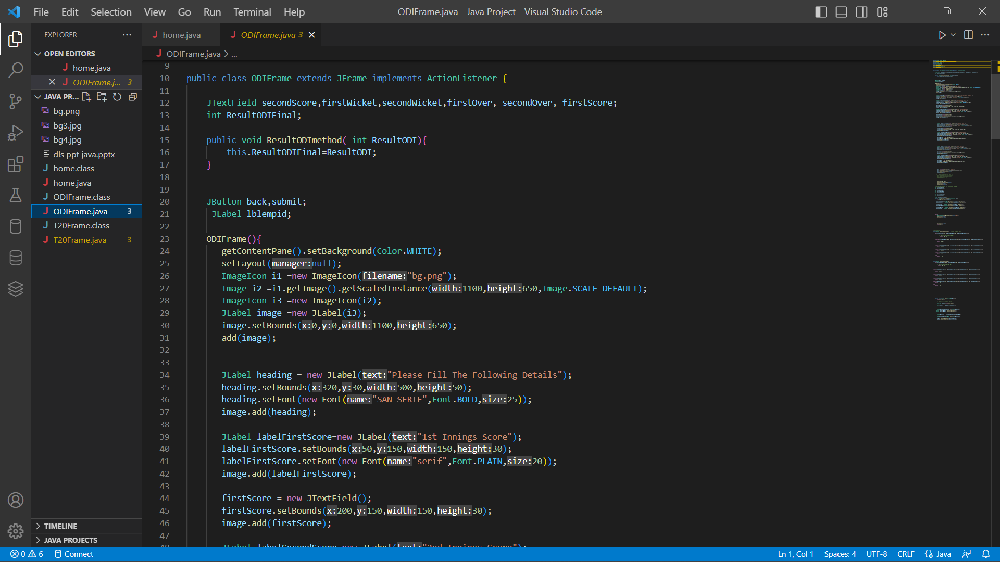 File Edit Selection View Go Run Terminal Help
ODIFrame.java - Java Project - Visual Studio Code
EXPLORER
OPEN EDITORS
home.java
ODIFrame.j... 3
JAVA PR...
bg.png
bg3.jpg
bg4.jpg
dls ppt java.pptx
home.class
home.java
ODIFrame.class
ODIFrame.java 3
T20Frame.class
T20Frame.java 3
TIMELINE
JAVA PROJECTS
home.java
ODIFrame.java 3
ODIFrame.java > ...
9
10 public class ODIFrame extends JFrame implements ActionListener {
11
12 JTextField secondScore,firstWicket,secondWicket,firstOver, secondOver, firstScore;
13 int ResultODIFinal;
14
15 public void ResultODImethod( int ResultODI){
16 this.ResultODIFinal=ResultODI;
17 }
18
19
20 JButton back,submit;
21 JLabel lblempid;
22
23 ODIFrame(){
24 getContentPane().setBackground(Color.WHITE);
25 setLayout(manager:null);
26 ImageIcon i1 =new ImageIcon(filename:"bg.png");
27 Image i2 =i1.getImage().getScaledInstance(width:1100,height:650,Image.SCALE_DEFAULT);
28 ImageIcon i3 =new ImageIcon(i2);
29 JLabel image =new JLabel(i3);
30 image.setBounds(x:0,y:0,width:1100,height:650);
31 add(image);
32
33
34 JLabel heading = new JLabel(text:"Please Fill The Following Details");
35 heading.setBounds(x:320,y:30,width:500,height:50);
36 heading.setFont(new Font(name:"SAN_SERIE",Font.BOLD,size:25));
37 image.add(heading);
38
39 JLabel labelFirstScore=new JLabel(text:"1st Innings Score");
40 labelFirstScore.setBounds(x:50,y:150,width:150,height:30);
41 labelFirstScore.setFont(new Font(name:"serif",Font.PLAIN,size:20));
42 image.add(labelFirstScore);
43
44 firstScore = new JTextField();
45 firstScore.setBounds(x:200,y:150,width:150,height:30);
46 image.add(firstScore);
47
48 JLabel labelSecondScore=new JLabel(text:"2nd Innings Score");
0 6 Connect
Ln 1, Col 1 Spaces: 4 UTF-8 CRLF {} Java